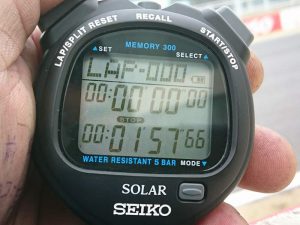 LAP/SPLIT RESET RECALL START/STOP
▲SET MEMORY 300 SELECT▲
LAP-000
00:00'00"00
STOP
00:01'57"66
WATER RESISTANT 5 BAR MODE▼
SOLAR
SEIKO